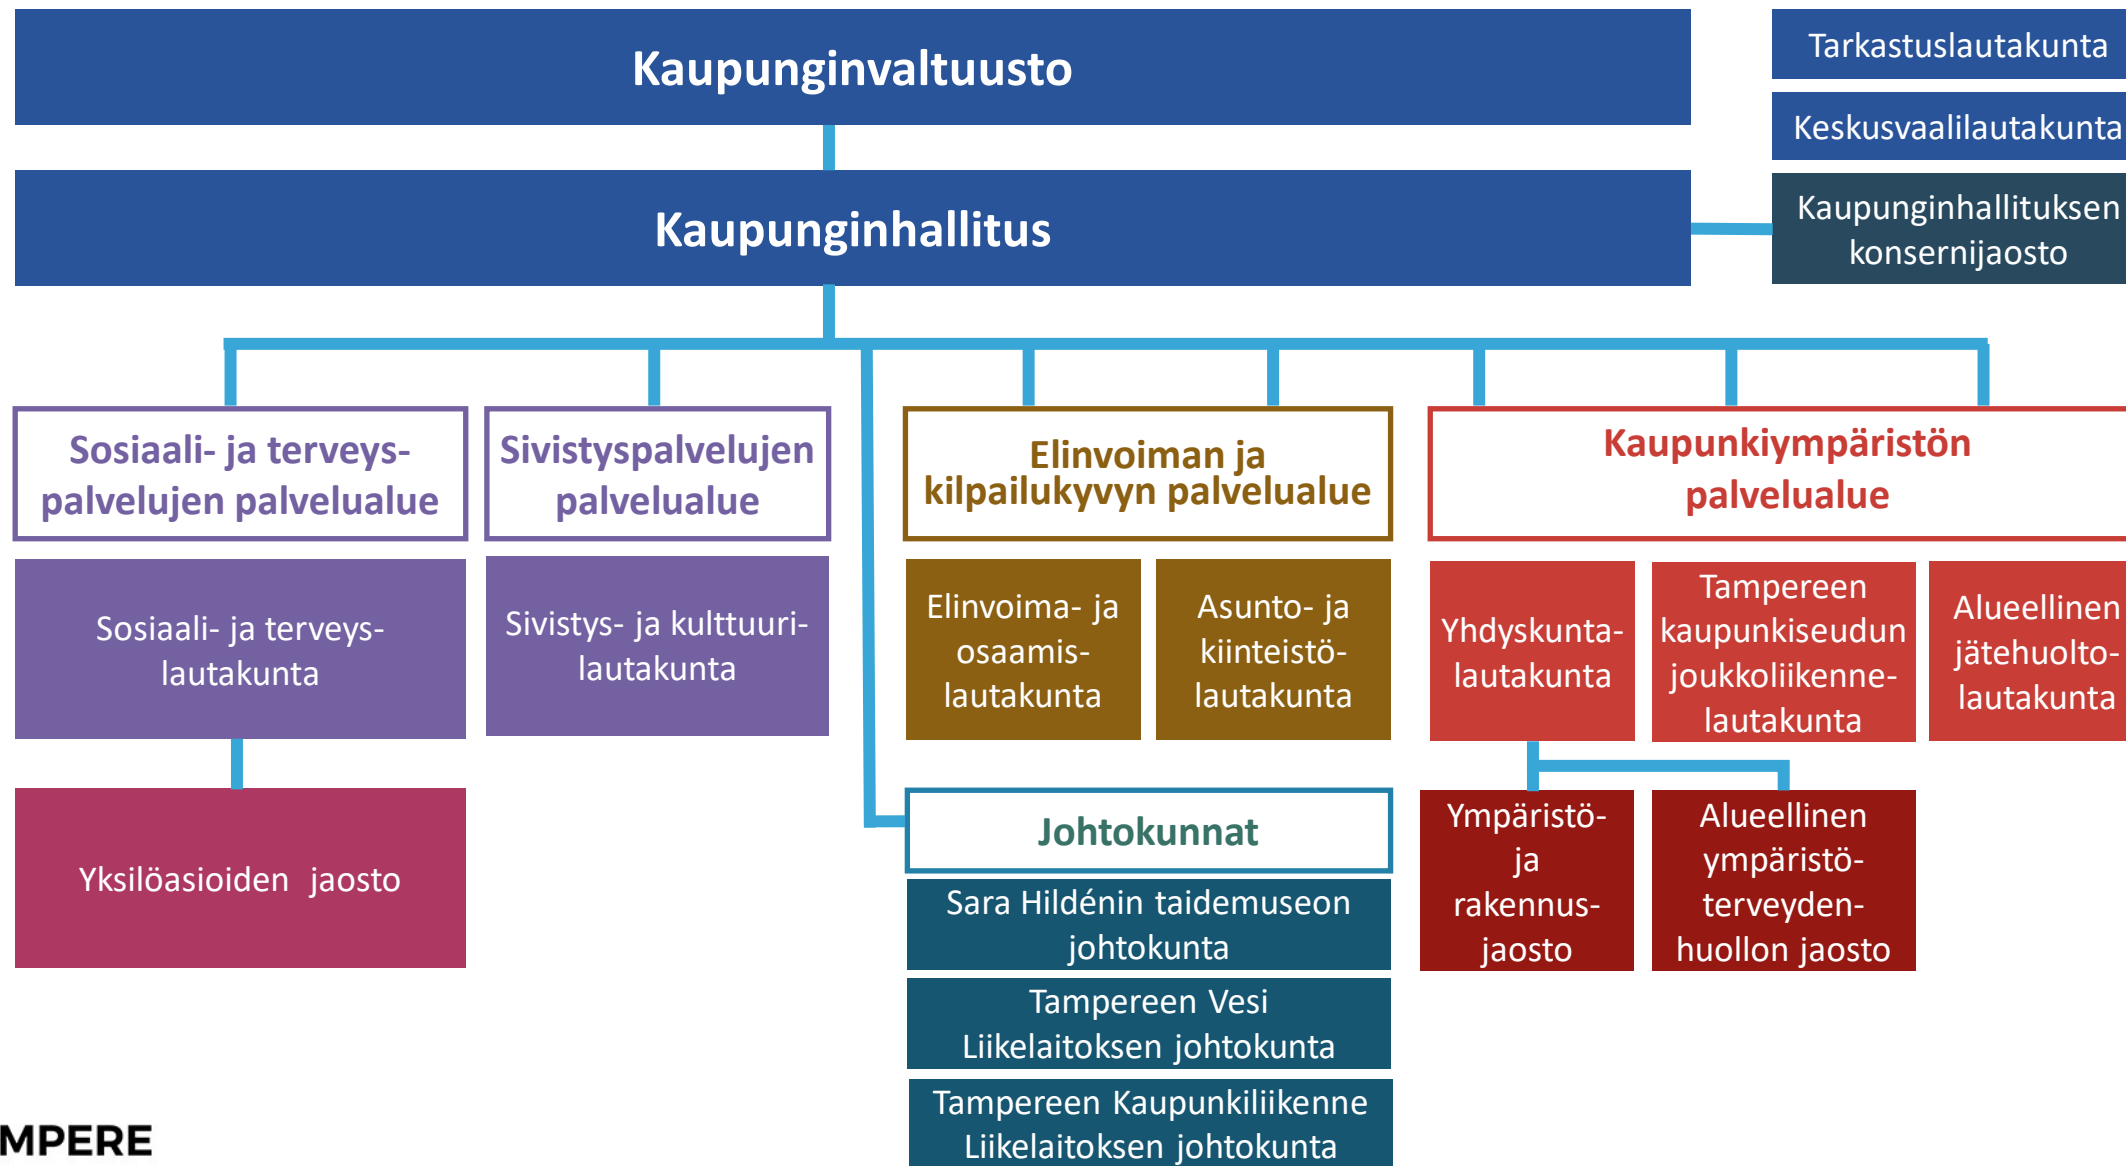 Kaupunginvaltuusto
Tarkastuslautakunta
Keskusvaalilautakunta
Kaupunginhallitus
Kaupunginhallituksen
konsernijaosto
Sosiaali- ja terveys-
palvelujen palvelualue
Sivistyspalvelujen
palvelualue
Elinvoiman ja
kilpailukyvyn palvelualue
Kaupunkiympäristön
palvelualue
Sosiaali- ja terveys-
lautakunta
Sivistys- ja kulttuuri-
lautakunta
Elinvoima- ja
osaamis-
lautakunta
Asunto- ja
kiinteistö-
lautakunta
Yhdyskunta-
lautakunta
Tampereen
kaupunkiseudun
joukkoliikenne-
lautakunta
Alueellinen
jätehuolto-
lautakunta
Yksilöasioiden jaosto
Johtokunnat
Sara Hildénin taidemuseon
johtokunta
Tampereen Vesi
Liikelaitoksen johtokunta
Tampereen Kaupunkiliikenne
Liikelaitoksen johtokunta
Ympäristö-
ja
rakennus-
jaosto
Alueellinen
ympäristö-
terveyden-
huollon jaosto
MPERE